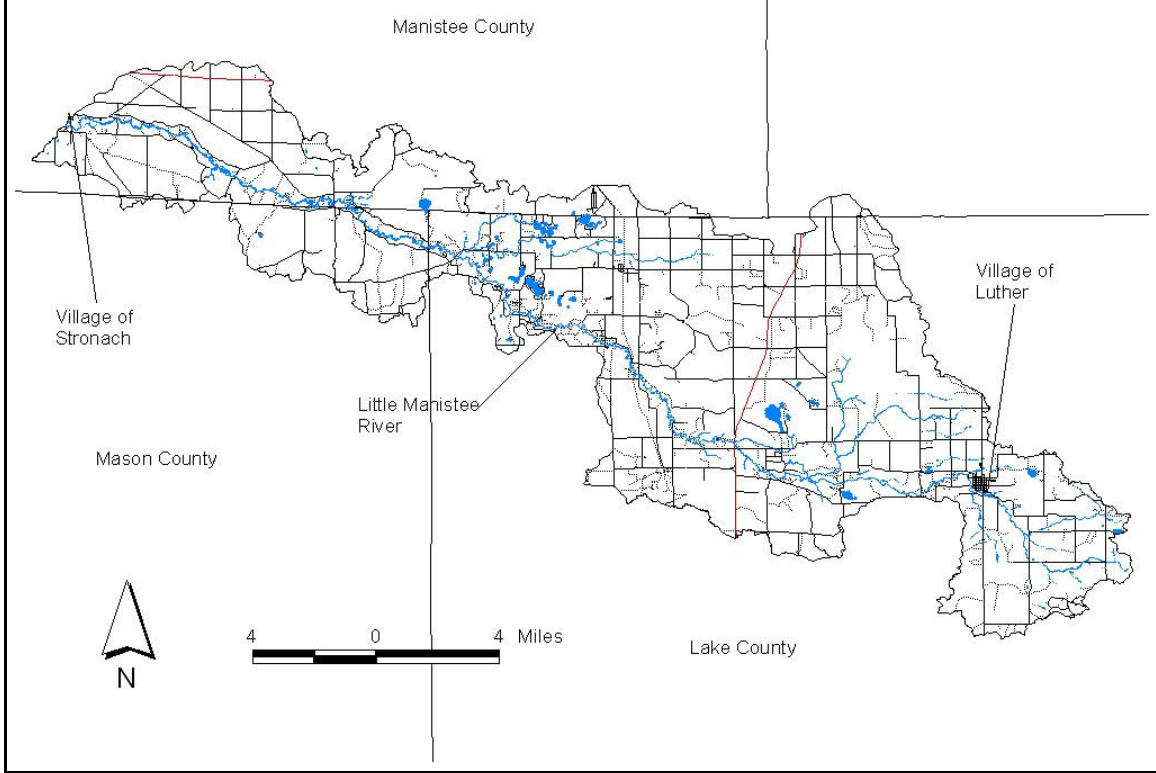 Manistee County
Village of
Luther
Village of
Stronach
Little Manistee
River
Mason County
4 0 4 Miles
Lake County
N